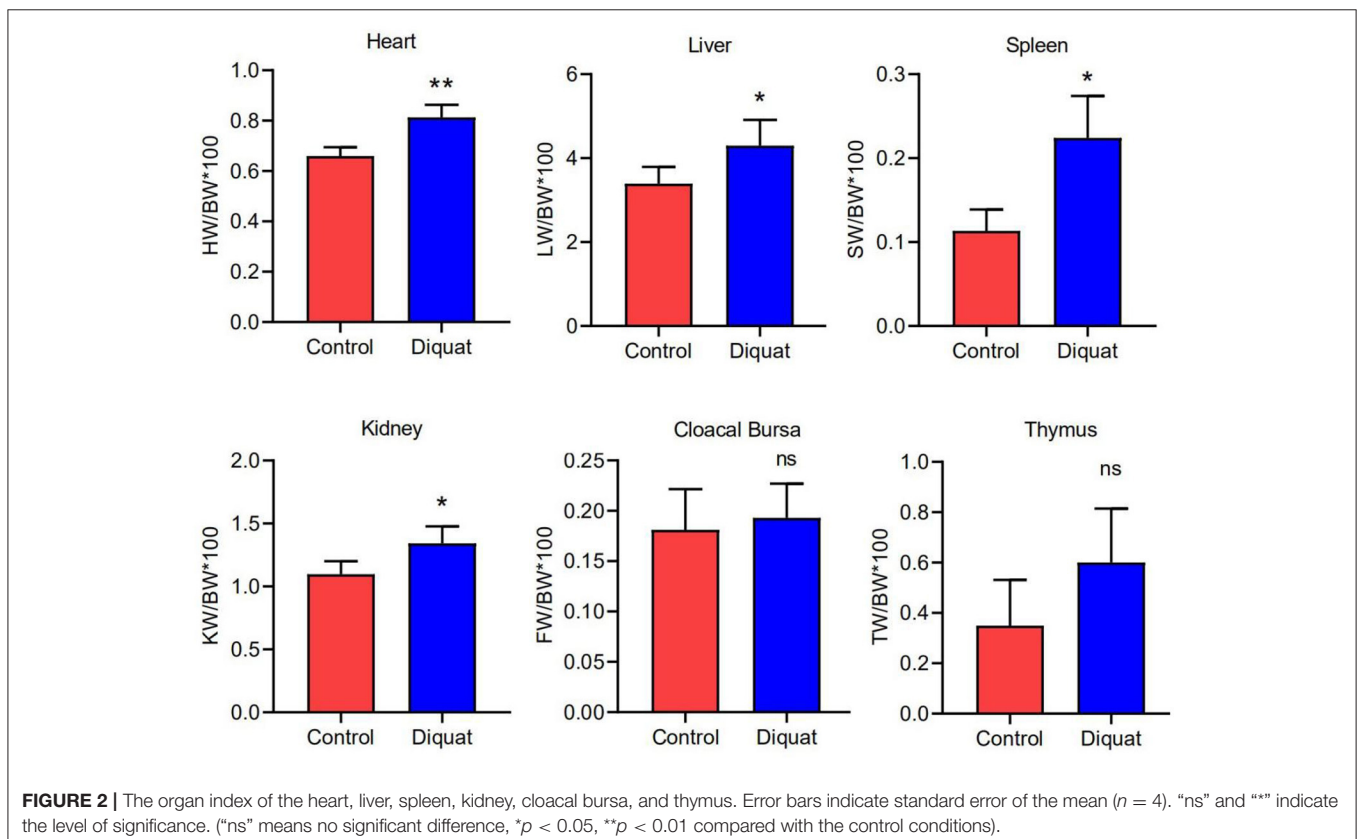 Heart
HW/BW*100
1.0
0.8
0.6
0.4
0.2
0.0
**
Control Diquat
Liver
LW/BW*100
6
4
2
0
*
Control Diquat
Spleen
SW/BW*100
0.3
0.2
0.1
0.0
*
Control Diquat
Kidney
KW/BW*100
2.0
1.5
1.0
0.5
0.0
*
Control Diquat
Cloacal Bursa
FW/BW*100
0.25
0.20
0.15
0.10
0.05
0.00
ns
Control Diquat
Thymus
TW/BW*100
1.0
0.8
0.6
0.4
0.2
0.0
ns
Control Diquat
FIGURE 2 | The organ index of the heart, liver, spleen, kidney, cloacal bursa, and thymus. Error bars indicate standard error of the mean (n = 4). “ns” and “*” indicate
the level of significance. (“ns” means no significant difference, *p < 0.05, **p < 0.01 compared with the control conditions).